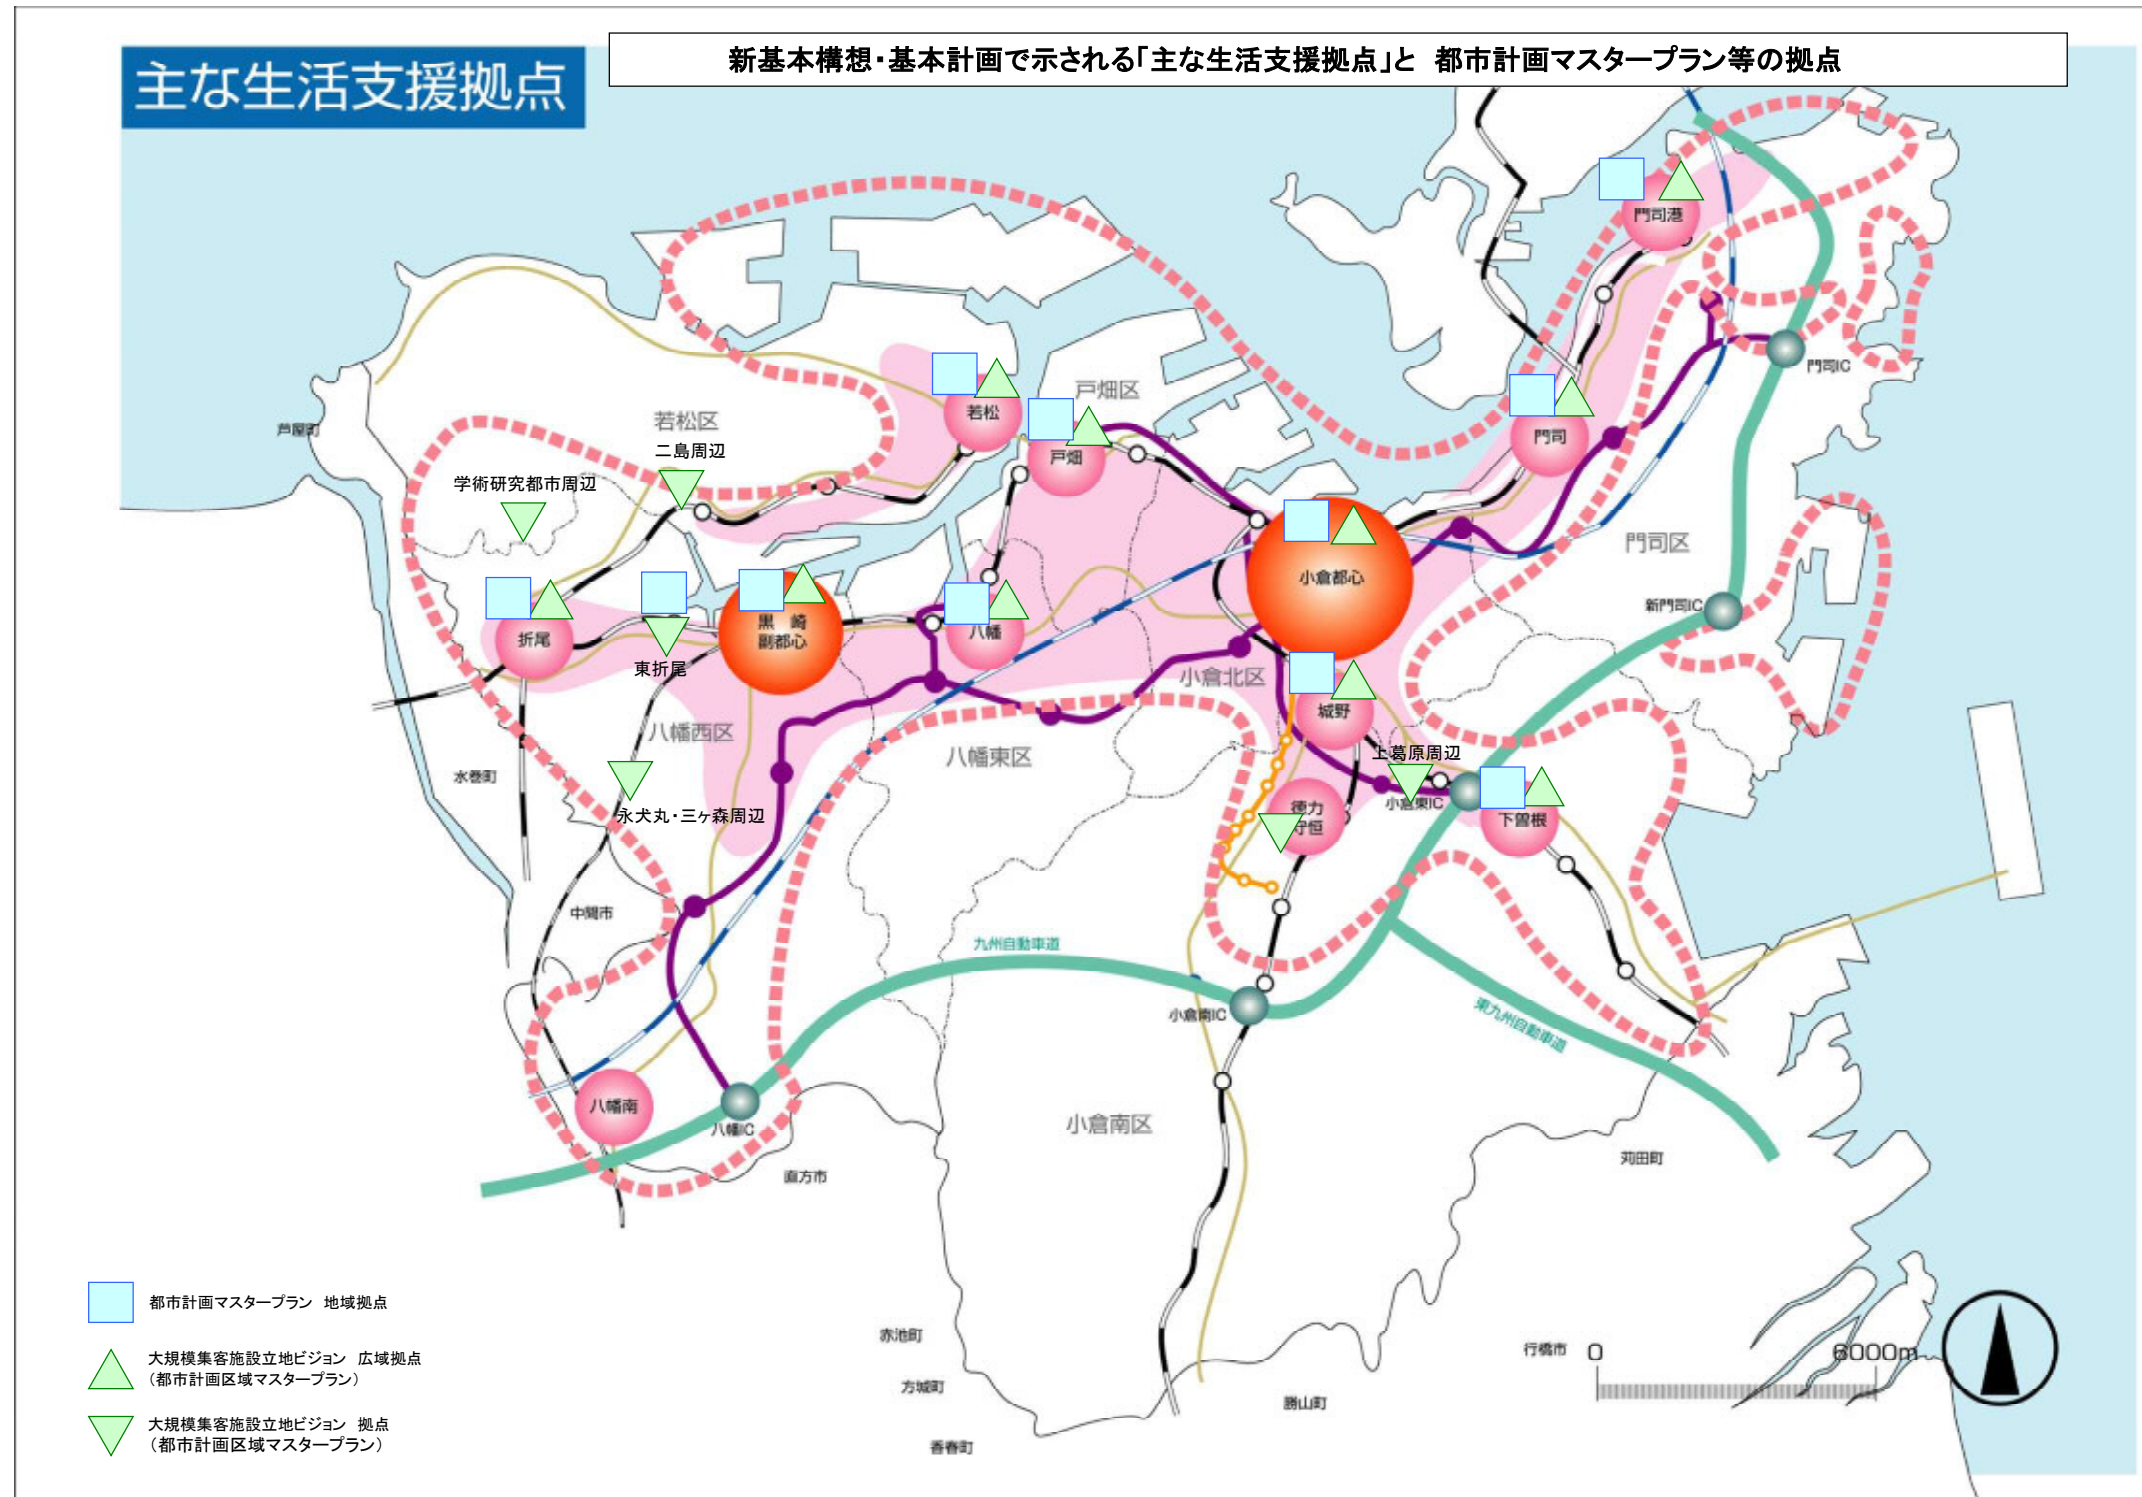 新基本構想・基本計画で示される「主な生活支援拠点」と 都市計画マスタープラン等の拠点
主な生活支援拠点
門司港
門司IC
若松
戸畑区
若松区
芦屋町
二島周辺
戸畑
門司
学術研究都市周辺
門司区
小倉都心
新門司IC
黒 崎
副都心
八幡
折尾
東折尾
小倉北区
城野
八幡西区
八幡東区
上葛原周辺
水巻町
小倉東IC
徳力
守恒
下曽根
永犬丸・三ヶ森周辺
中間市
九州自動車道
小倉南IC
東九州自動車道
八幡南
八幡IC
小倉南区
直方市
苅田町
都市計画マスタープラン 地域拠点
大規模集客施設立地ビジョン 広域拠点
（都市計画区域マスタープラン）
大規模集客施設立地ビジョン 拠点
（都市計画区域マスタープラン）
赤池町
行橋市
0 6000m
方城町
勝山町
香春町